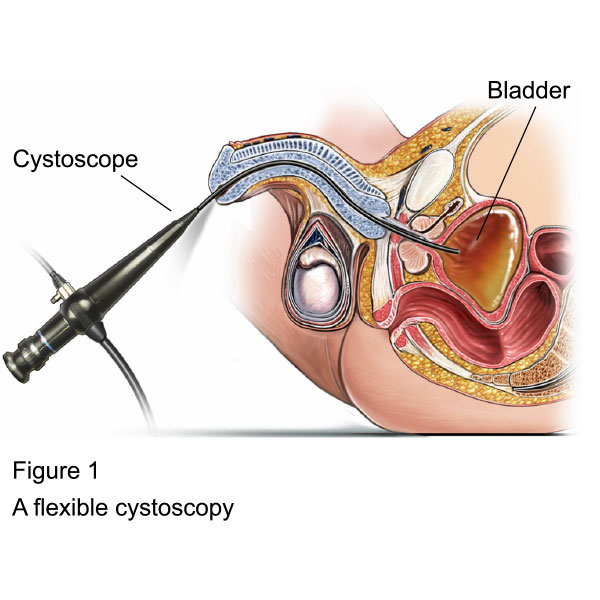 Bladder
Cystoscope
Figure 1
A flexible cystoscopy